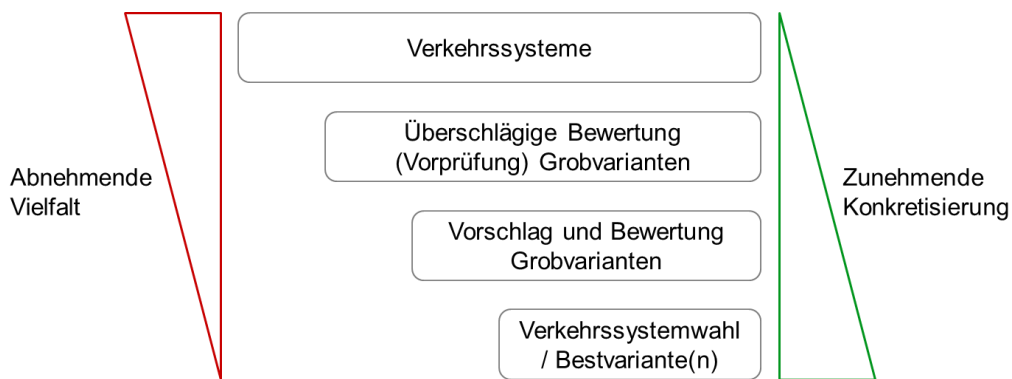 Verkehrssysteme
Überschlägige Bewertung
(Vorprüfung) Grobvarianten
Abnehmende
Vielfalt
Zunehmende
Konkretisierung
Vorschlag und Bewertung
Grobvarianten
Verkehrssystemwahl
/ Bestvariante(n)